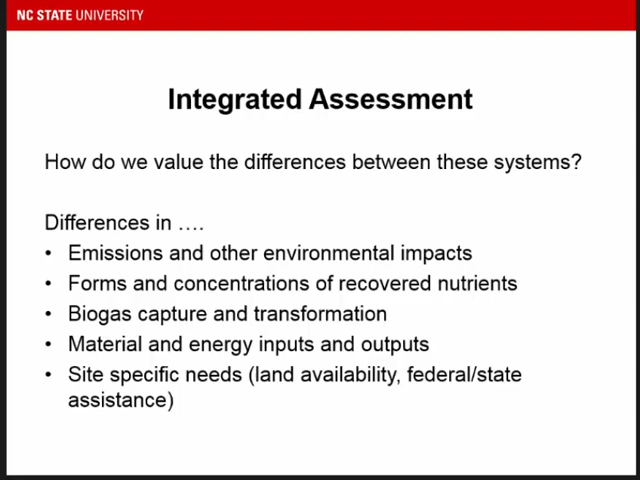 NC STATE UNIVERSITY
Integrated Assessment
How do we value the differences between these systems?
Differences in ….
• Emissions and other environmental impacts
• Forms and concentrations of recovered nutrients
• Biogas capture and transformation
• Material and energy inputs and outputs
• Site specific needs (land availability, federal/state
assistance)